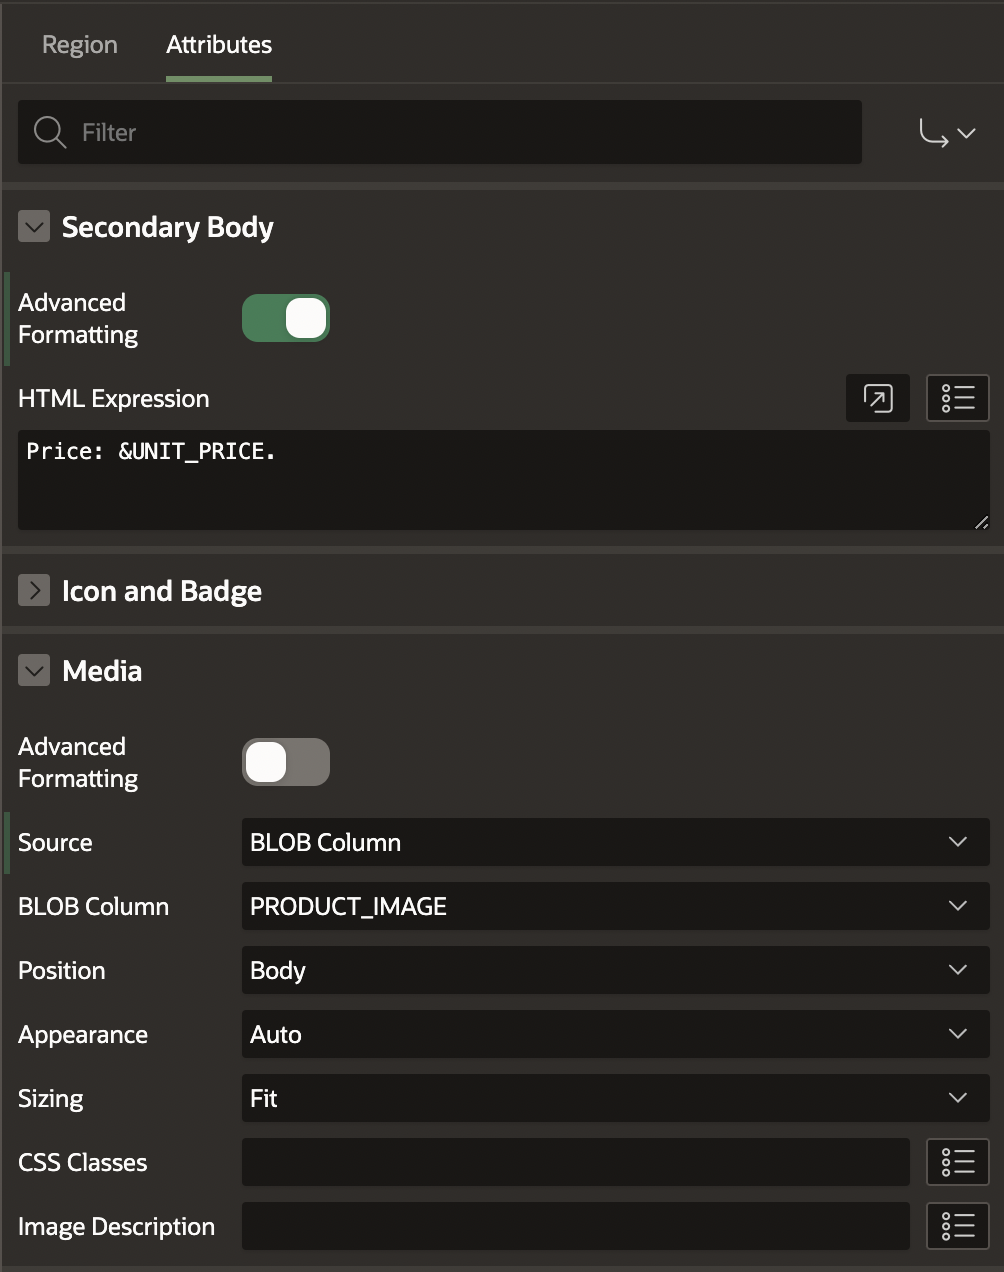 Region Attributes
Filter
Secondary Body
Advanced
Formatting
HTML Expression
Price: &UNIT_PRICE.
Icon and Badge
Media
Advanced
Formatting
Source BLOB Column
BLOB Column PRODUCT_IMAGE
Position Body
Appearance Auto
Sizing Fit
CSS Classes
Image Description